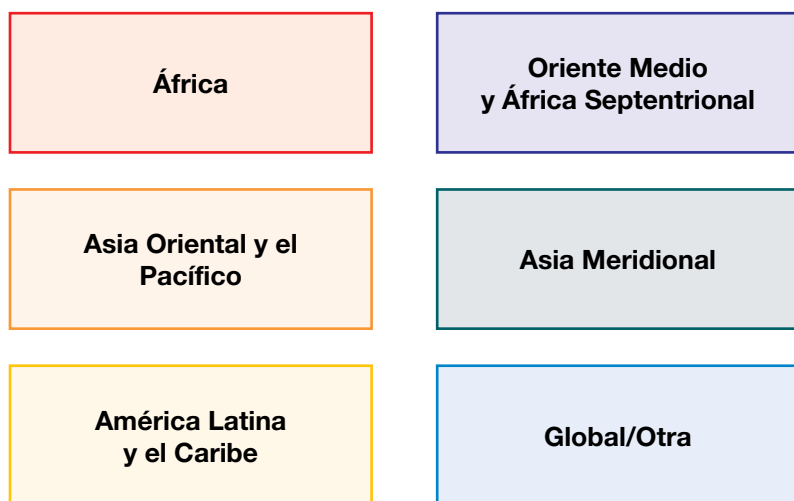 África
Oriente Medio
y África Septentrional
Asia Oriental y el
Pacífico
Asia Meridional
América Latina
y el Caribe
Global/Otra